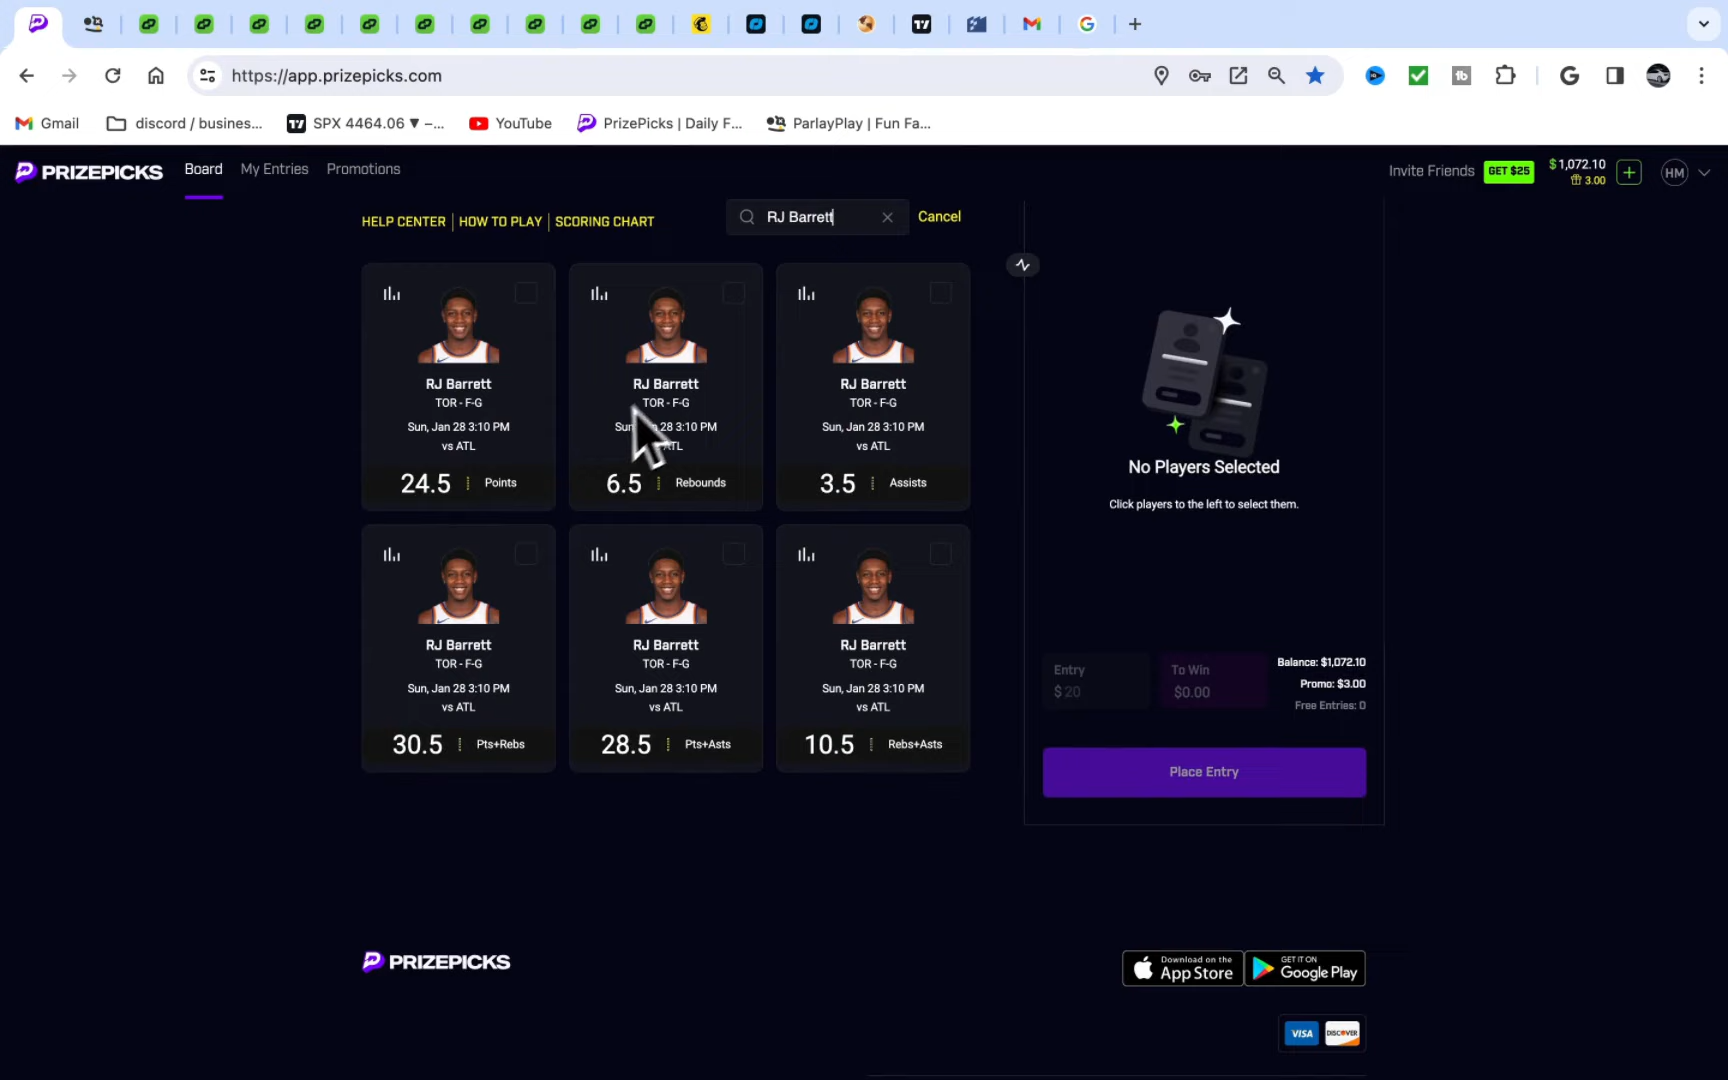 https://app.prizepicks.com
Gmail
discord / busines...
SPX 4464.06 ▼ –...
YouTube
PrizePicks | Daily F...
ParlayPlay | Fun Fa...
PRIZEPICKS
Board
My Entries
Promotions
Invite Friends
GET $25
$1,072.10
3.00
HM
HELP CENTER
HOW TO PLAY
SCORING CHART
RJ Barrett
Cancel
RJ Barrett
TOR - F-G
Sun, Jan 28 3:10 PM
vs ATL
24.5 Points
RJ Barrett
TOR - F-G
Sun, Jan 28 3:10 PM
ATL
6.5 Rebounds
RJ Barrett
TOR - F-G
Sun, Jan 28 3:10 PM
vs ATL
3.5 Assists
RJ Barrett
TOR - F-G
Sun, Jan 28 3:10 PM
vs ATL
30.5 Pts+Rebs
RJ Barrett
TOR - F-G
Sun, Jan 28 3:10 PM
vs ATL
28.5 Pts+Asts
RJ Barrett
TOR - F-G
Sun, Jan 28 3:10 PM
vs ATL
10.5 Rebs+Asts
No Players Selected
Click players to the left to select them.
Entry
$ 20
To Win
$0.00
Balance: $1,072.10
Promo: $3.00
Free Entries: 0
Place Entry
PRIZEPICKS
Download on the
App Store
GET IT ON
Google Play
VISA
DISCOVER